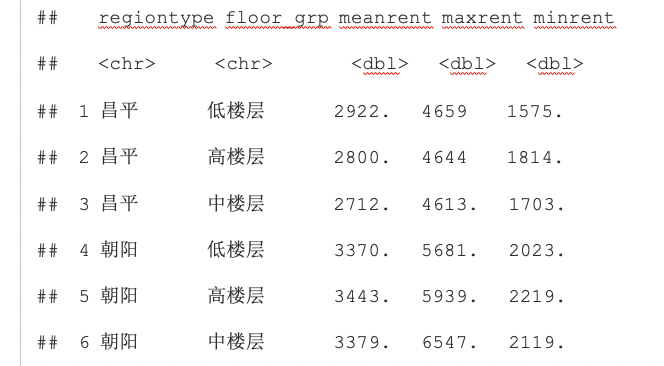 ## regiontype floor_grp meanrent maxrent minrent
## <chr> <chr> <dbl> <dbl> <dbl>
## 1 昌平 低楼层 2922. 4659 1575.
## 2 昌平 高楼层 2800. 4644 1814.
## 3 昌平 中楼层 2712. 4613. 1703.
## 4 朝阳 低楼层 3370. 5681. 2023.
## 5 朝阳 高楼层 3443. 5939. 2219.
## 6 朝阳 中楼层 3379. 6547. 2119.